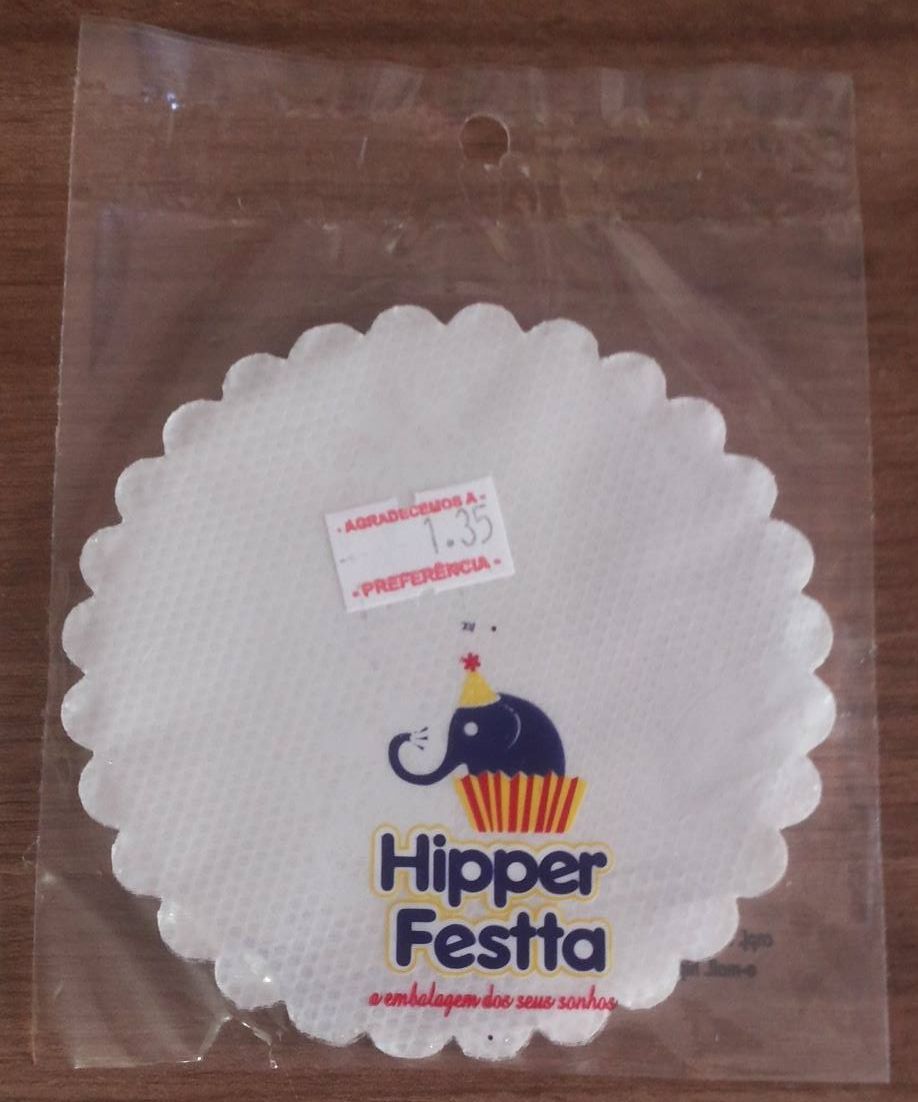 • AGRADECEMOS A •
1.35
• PREFERÊNCIA •
Hipper
Festta
a embalagem dos seus sonhos